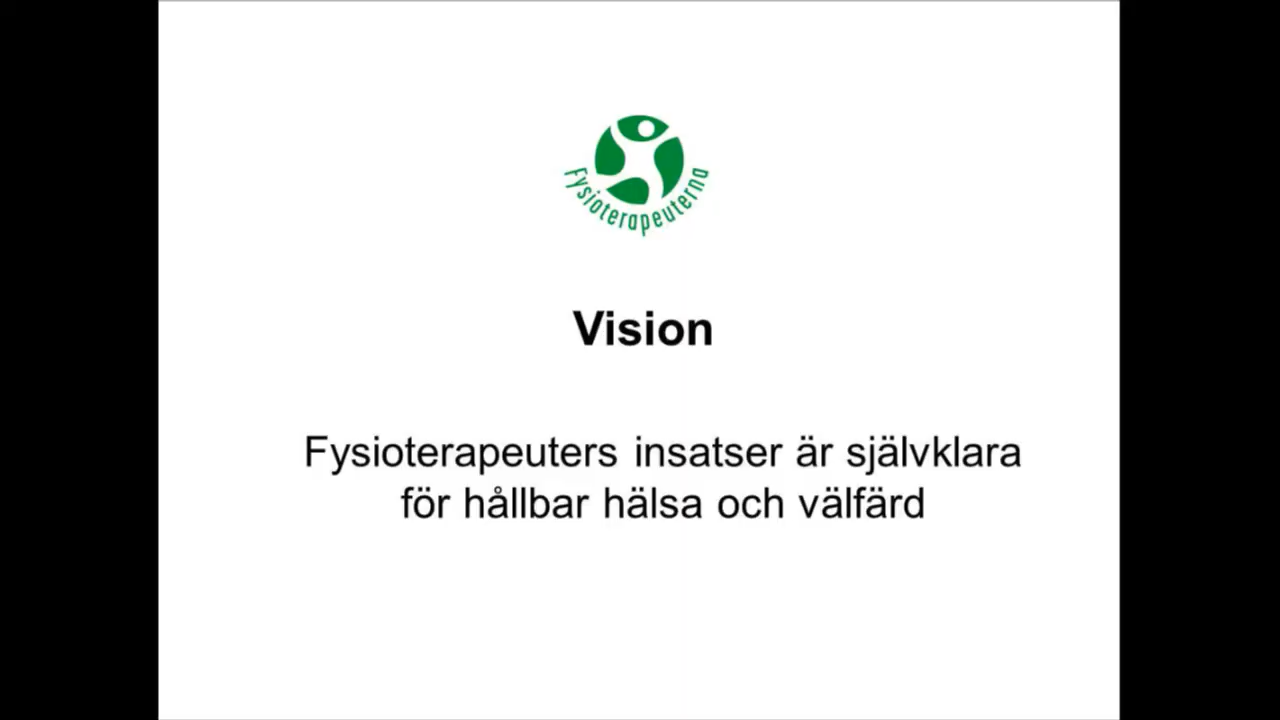 Fysioterapeuterna
Vision
Fysioterapeuters insatser är självklara
för hållbar hälsa och välfärd